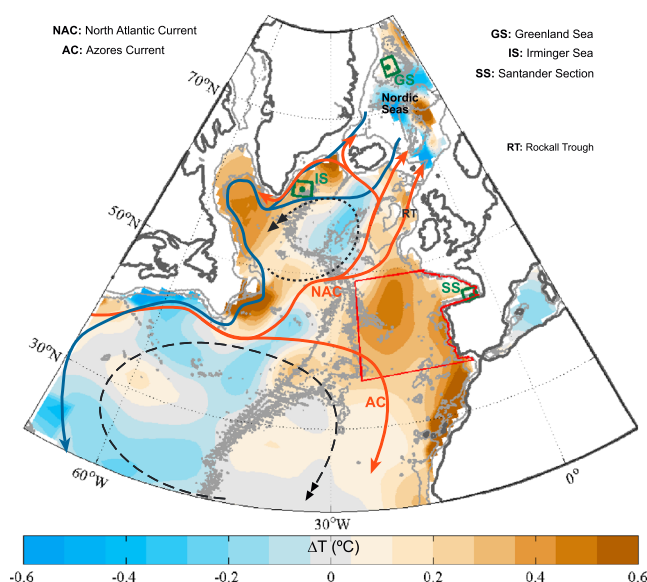 NAC: North Atlantic Current
AC: Azores Current
GS: Greenland Sea
IS: Irminger Sea
SS: Santander Section
RT: Rockall Trough
70°N
GS
Nordic
Seas
IS
50°N
RT
NAC
SS
30°N
AC
60°W
0°
30°W
ΔT (ºC)
-0.6 -0.4 -0.2 0 0.2 0.4 0.6